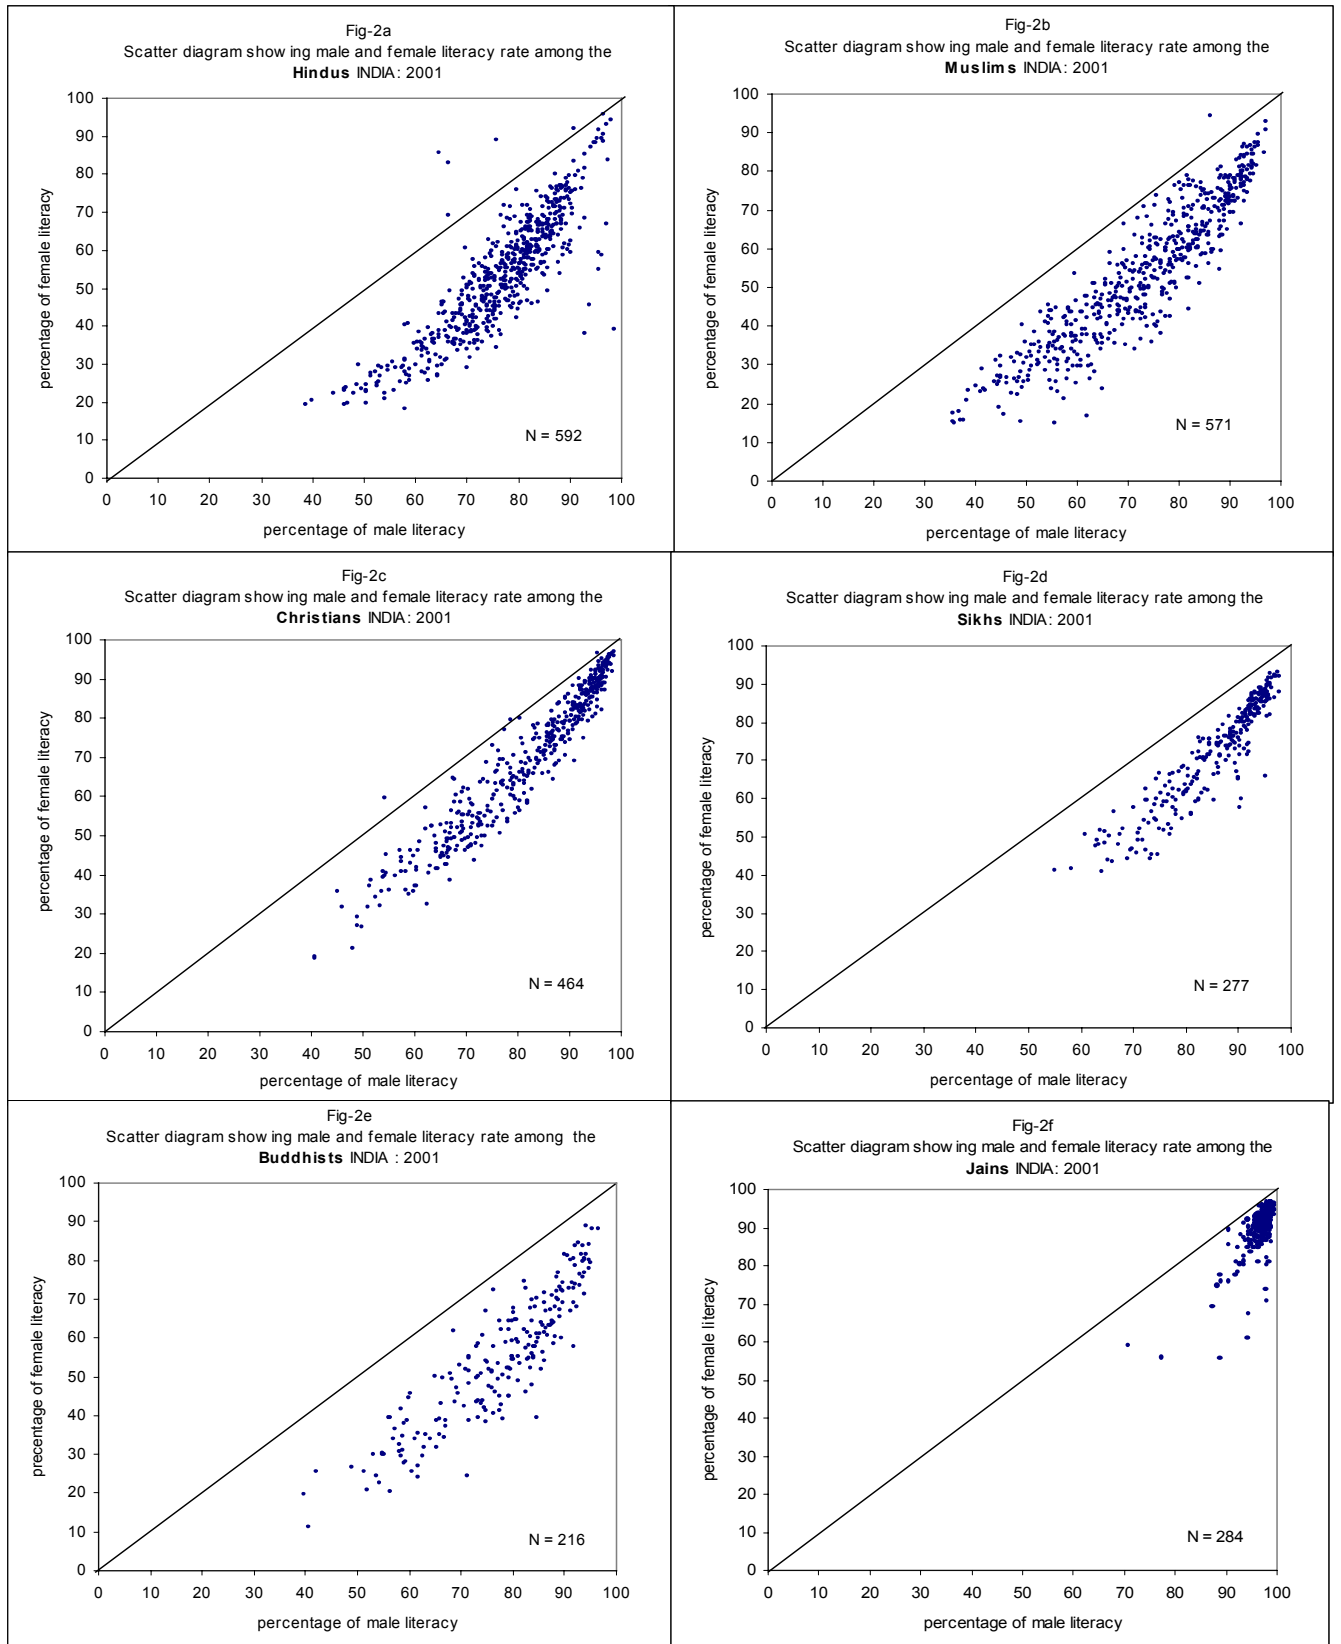 Fig-2a
Scatter diagram show ing male and female literacy rate among the
Hindus INDIA: 2001
100
90
80
70
60
50
40
30
20
10
0
percentage of female literacy
N = 592
0 10 20 30 40 50 60 70 80 90 100
percentage of male literacy
Fig-2b
Scatter diagram show ing male and female literacy rate among the
Muslims INDIA: 2001
100
90
80
70
60
50
40
30
20
10
0
percentage of female literacy
N = 571
0 10 20 30 40 50 60 70 80 90 100
percentage of male literacy
Fig-2c
Scatter diagram show ing male and female literacy rate among the
Christians INDIA: 2001
100
90
80
70
60
50
40
30
20
10
0
percentage of female literacy
N = 464
0 10 20 30 40 50 60 70 80 90 100
percentage of male literacy
Fig-2d
Scatter diagram show ing male and female literacy rate among the
Sikhs INDIA: 2001
100
90
80
70
60
50
40
30
20
10
0
percentage of female literacy
N = 277
0 10 20 30 40 50 60 70 80 90 100
percentage of male literacy
Fig-2e
Scatter diagram show ing male and female literacy rate among the
Buddhists INDIA : 2001
100
90
80
70
60
50
40
30
20
10
0
precentage of female literacy
N = 216
0 10 20 30 40 50 60 70 80 90 100
percentage of male literacy
Fig-2f
Scatter diagram show ing male and female literacy rate among the
Jains INDIA: 2001
100
90
80
70
60
50
40
30
20
10
0
percentage of female literacy
N = 284
0 10 20 30 40 50 60 70 80 90 100
percentage of male literacy